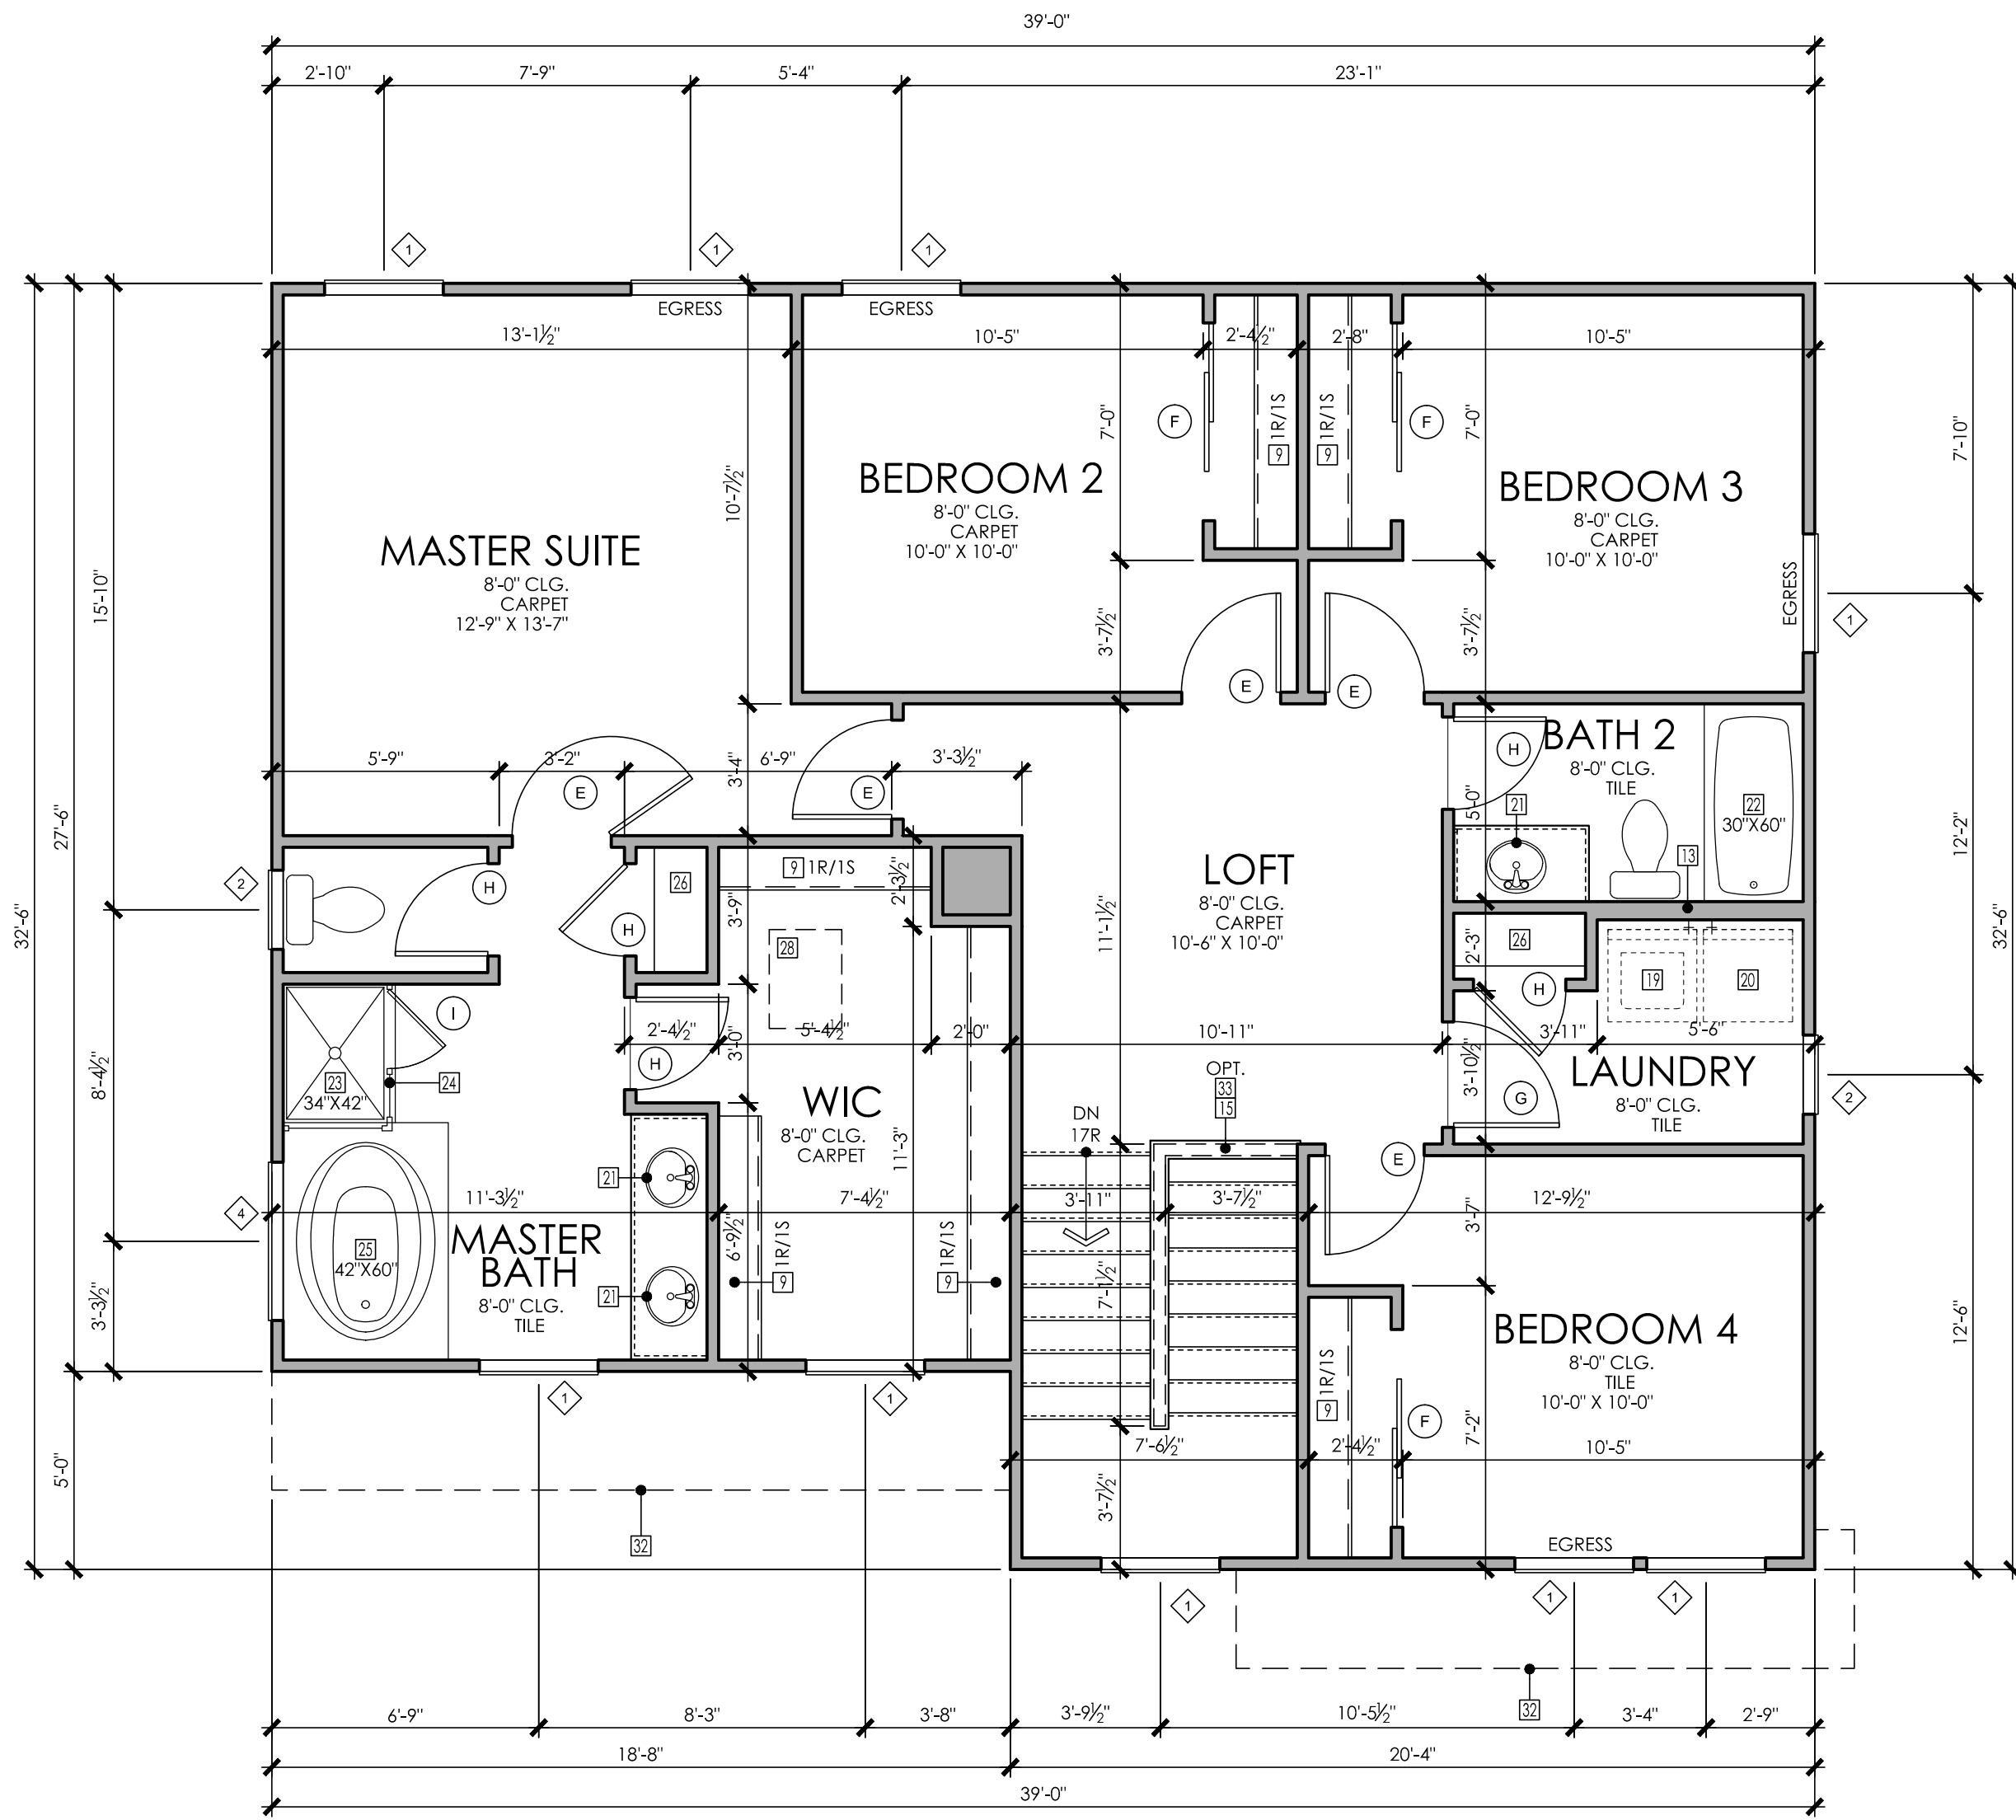 39'-0"
2'-10" 7'-9" 5'-4" 23'-1"
1 1 1
EGRESS EGRESS
13'-1½" 10'-5" 2'-4½" 2'-8" 10'-5"
7'-0" F 9 1R/1S 9 1R/1S F 7'-0"
7'-10"
10'-7½"
BEDROOM 2
8'-0" CLG.
CARPET
10'-0" X 10'-0"
BEDROOM 3
8'-0" CLG.
CARPET
10'-0" X 10'-0"
MASTER SUITE
8'-0" CLG.
CARPET
12'-9" X 13'-7"
15'-10"
EGRESS
1
3'-7½" 3'-7½"
E E
5'-9" 3'-2" 6'-9" 3'-3½"
E 3'-4" E
BATH 2
8'-0" CLG.
TILE
H
5'-0" 21
22
30"X60"
13
27'-6"
32'-6"
12'-2"
32'-6"
2 H H 26
3'-9"
9 1R/1S
2'-3½"
28
LOFT
8'-0" CLG.
CARPET
10'-6" X 10'-0"
11'-1½"
2'-3" 26
H 19 20
I
2'-4½" 5'-4½" 2'-0" 10'-11" 3'-11" 5'-6"
3'-0"
H
3'-10½"
G
LAUNDRY
8'-0" CLG.
TILE
2
8'-4½"
23
34"X42"
24
WIC
8'-0" CLG.
CARPET
11'-3"
OPT.
33
15
DN
17R
E
21
4 11'-3½" 7'-4½" 3'-11" 3'-7½" 12'-9½"
3'-7"
25
42"X60"
MASTER
BATH
8'-0" CLG.
TILE
21
6'-9½"
9 1R/1S
9 1R/1S
7'-1½"
3'-3½"
BEDROOM 4
8'-0" CLG.
TILE
10'-0" X 10'-0"
12'-6"
1 1
9 1R/1S
F
7'-2"
7'-6½" 2'-4½" 10'-5"
5'-0"
3'-7½"
32
EGRESS
1 1 1
32
6'-9" 8'-3" 3'-8" 3'-9½" 10'-5½" 3'-4" 2'-9"
18'-8" 20'-4"
39'-0"